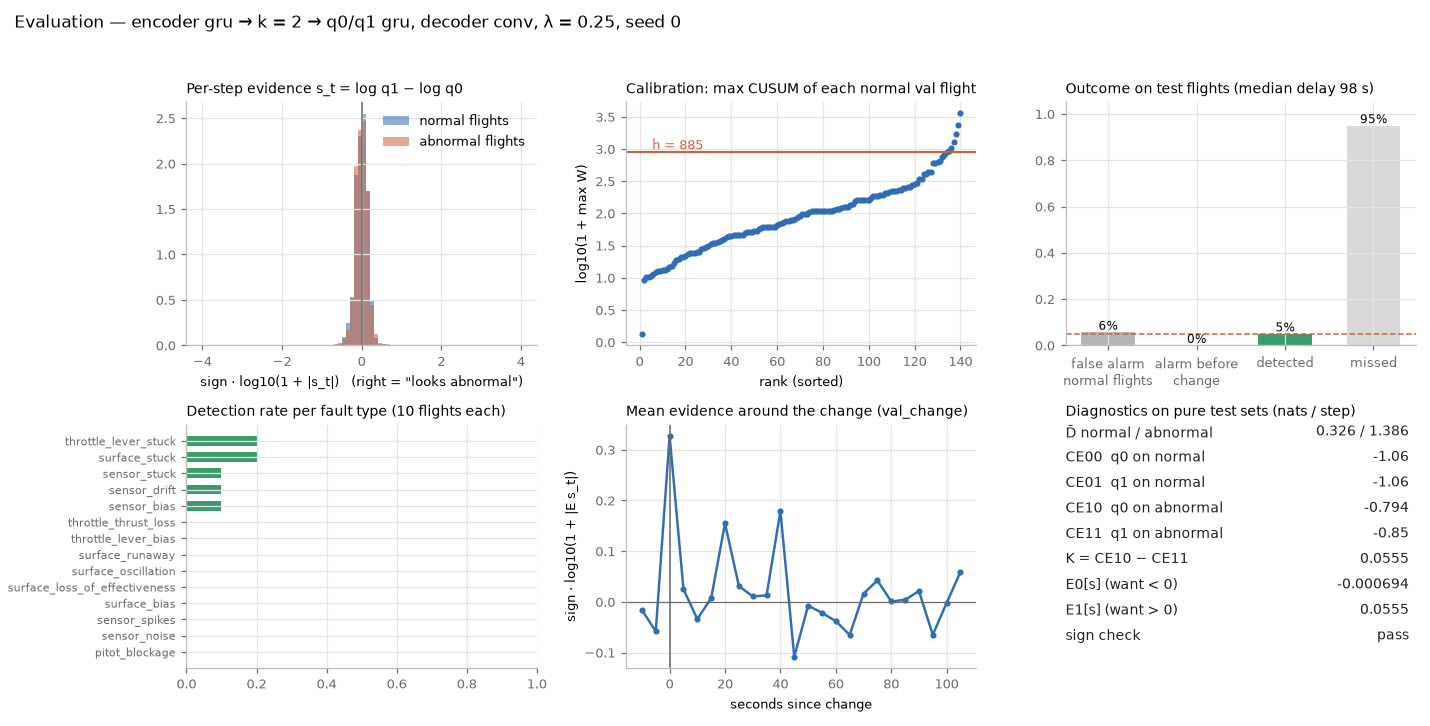 Evaluation — encoder gru → k = 2 → q0/q1 gru, decoder conv, λ = 0.25, seed 0
Per-step evidence s_t = log q1 − log q0
2.5
2.0
1.5
1.0
0.5
0.0
normal flights
abnormal flights
−4
−2
0
2
4
sign · log10(1 + |s_t|)   (right = "looks abnormal")
Calibration: max CUSUM of each normal val flight
log10(1 + max W)
3.5
3.0
2.5
2.0
1.5
1.0
0.5
0.0
h = 885
0
20
40
60
80
100
120
140
rank (sorted)
Outcome on test flights (median delay 98 s)
1.0
0.8
0.6
0.4
0.2
0.0
6%
0%
5%
95%
false alarm
normal flights
alarm before
change
detected
missed
Detection rate per fault type (10 flights each)
throttle_lever_stuck
surface_stuck
sensor_stuck
sensor_drift
sensor_bias
throttle_thrust_loss
throttle_lever_bias
surface_runaway
surface_oscillation
surface_loss_of_effectiveness
surface_bias
sensor_spikes
sensor_noise
pitot_blockage
0.0
0.2
0.4
0.6
0.8
1.0
Mean evidence around the change (val_change)
sign · log10(1 + |E s_t|)
0.3
0.2
0.1
0.0
−0.1
0
20
40
60
80
100
seconds since change
Diagnostics on pure test sets (nats / step)
D̄ normal / abnormal 0.326 / 1.386
CE00  q0 on normal -1.06
CE01  q1 on normal -1.06
CE10  q0 on abnormal -0.794
CE11  q1 on abnormal -0.85
K = CE10 − CE11 0.0555
E0[s] (want < 0) -0.000694
E1[s] (want > 0) 0.0555
sign check pass